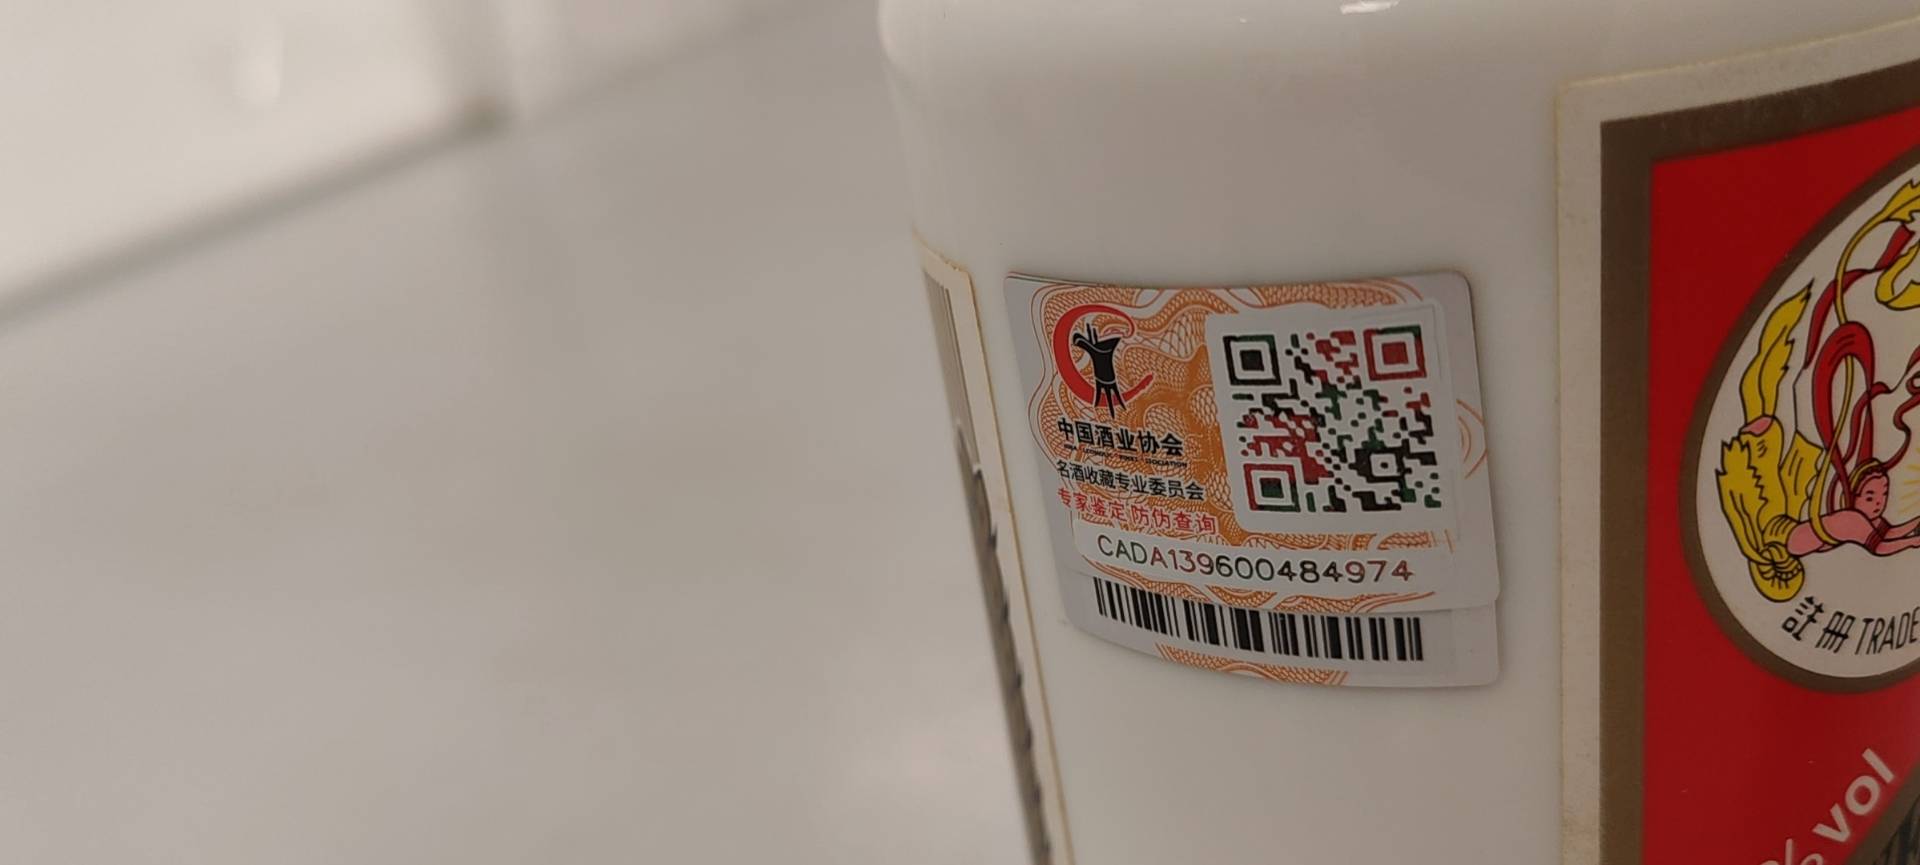 中国酒业协会
名酒收藏专业委员会
专家鉴定 防伪查询
CADA139600484974
註冊 TRADE
% vol